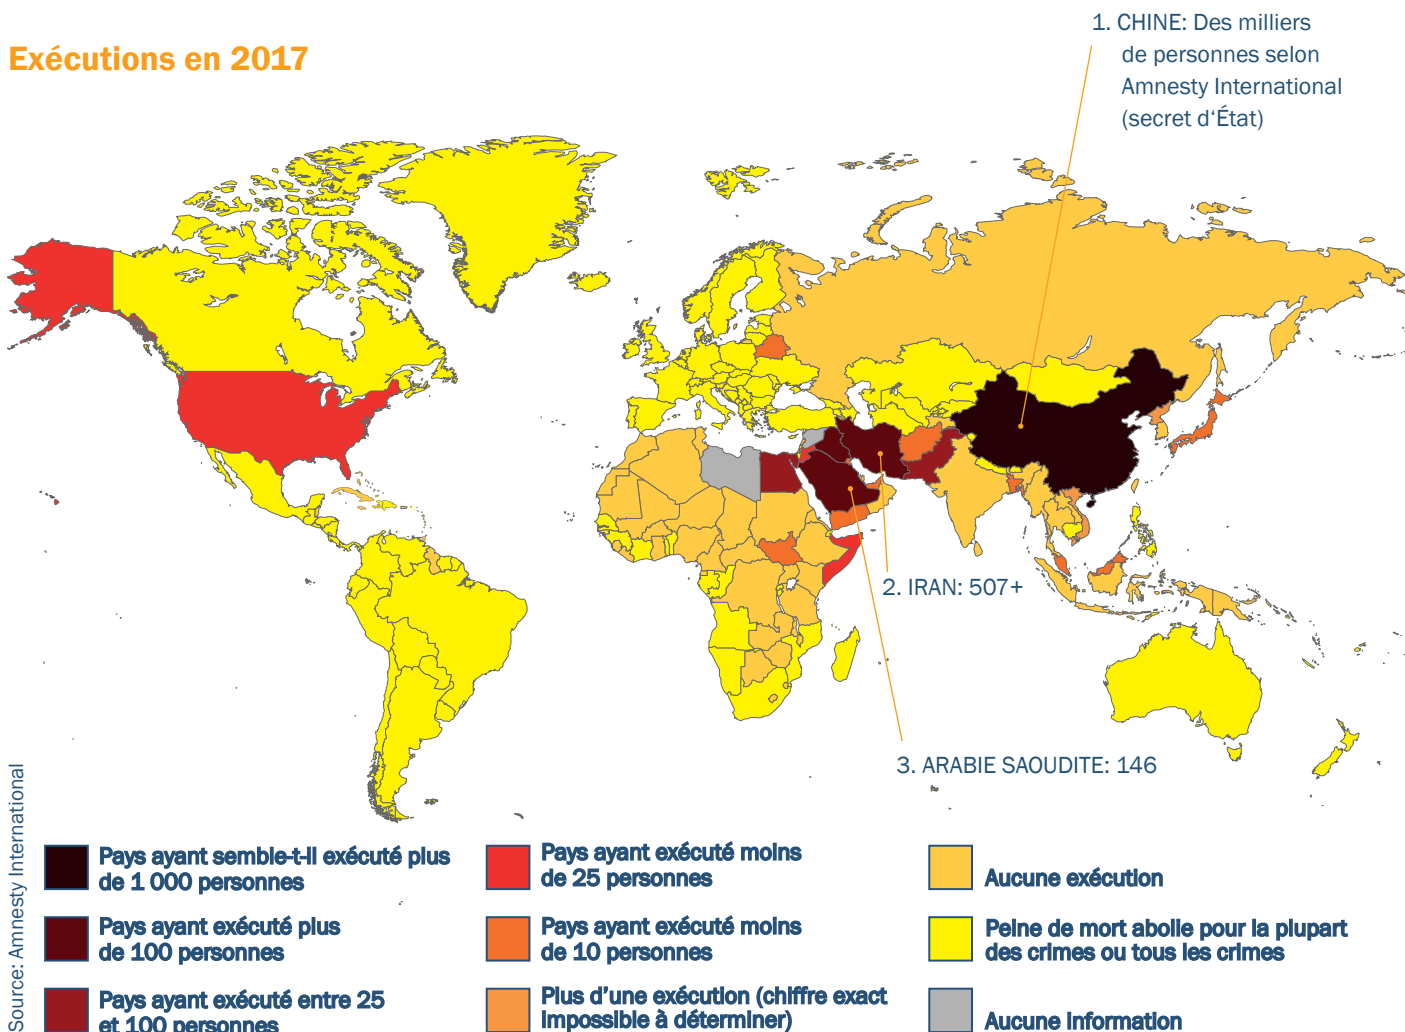 Exécutions en 2017
1. CHINE: Des milliers
de personnes selon
Amnesty International
(secret d‘État)
2. IRAN: 507+
3. ARABIE SAOUDITE: 146
Source: Amnesty International
Pays ayant semble-t-il exécuté plus
de 1 000 personnes
Pays ayant exécuté plus
de 100 personnes
Pays ayant exécuté entre 25
et 100 personnes
Pays ayant exécuté moins
de 25 personnes
Pays ayant exécuté moins
de 10 personnes
Plus d’une exécution (chiffre exact
impossible à déterminer)
Aucune exécution
Peine de mort abolie pour la plupart
des crimes ou tous les crimes
Aucune information